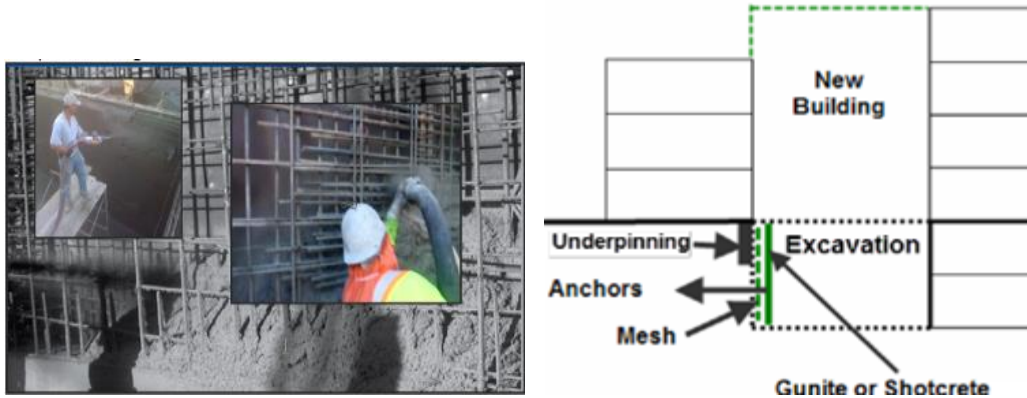 New
Building
Underpinning
Excavation
Anchors
Mesh
Gunite or Shotcrete